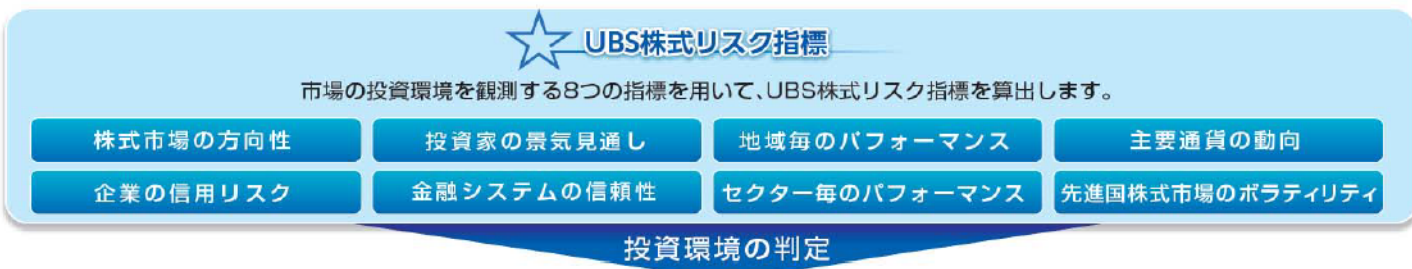 UBS株式リスク指標
市場の投資環境を観測する8つの指標を用いて、UBS株式リスク指標を算出します。
株式市場の方向性
投資家の景気見通し
地域毎のパフォーマンス
主要通貨の動向
企業の信用リスク
金融システムの信頼性
セクター毎のパフォーマンス
先進国株式市場のボラティリティ
投資環境の判定